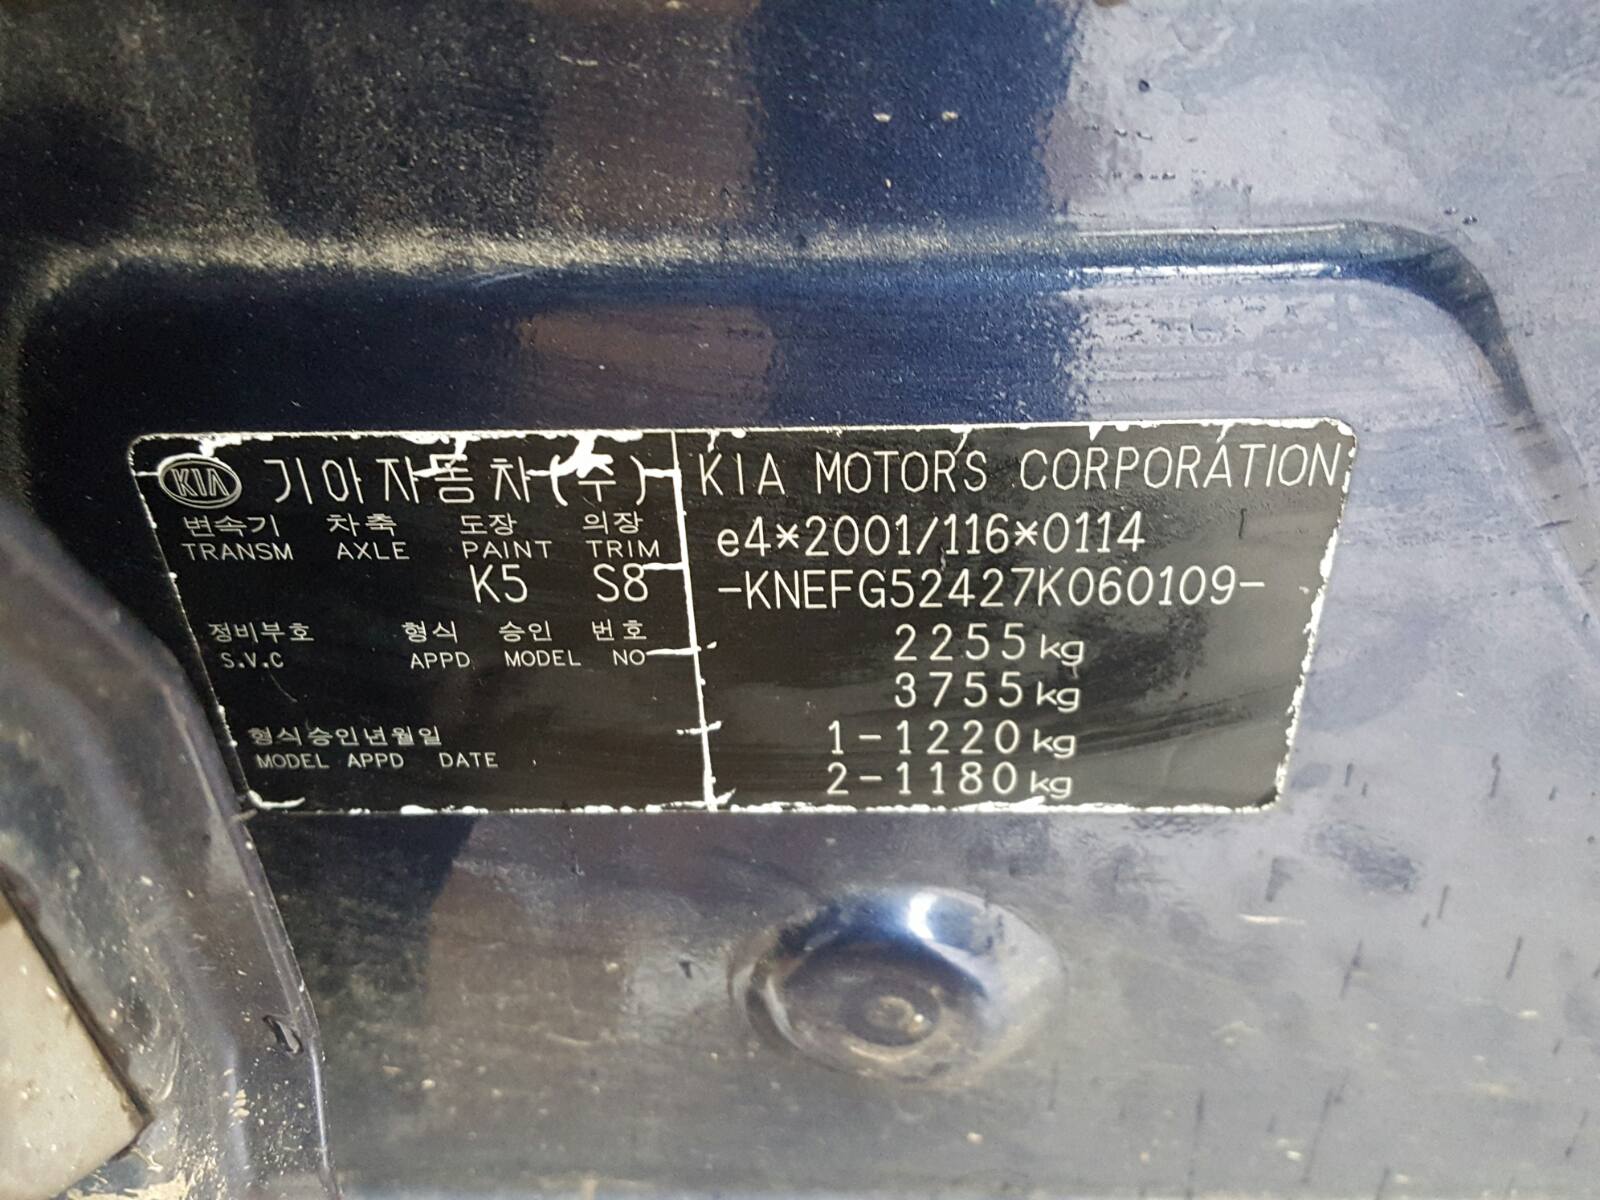 KIA 기아자동차(주)
변속기 차축 도장 의장
TRANSM AXLE PAINT TRIM
K5 S8
정비부호 형식 승인 번호
S.V.C APPD MODEL NO
형식승인년월일
MODEL APPD DATE
KIA MOTORS CORPORATION
e4*2001/116*0114
-KNEFG52427K060109-
2255kg
3755kg
1-1220kg
2-1180kg